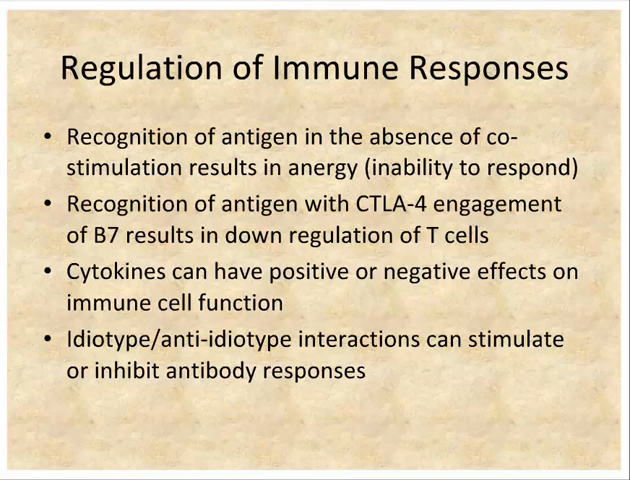 Regulation of Immune Responses
• Recognition of antigen in the absence of co-
stimulation results in anergy (inability to respond)
• Recognition of antigen with CTLA-4 engagement
of B7 results in down regulation of T cells
• Cytokines can have positive or negative effects on
immune cell function
• Idiotype/anti-idiotype interactions can stimulate
or inhibit antibody responses